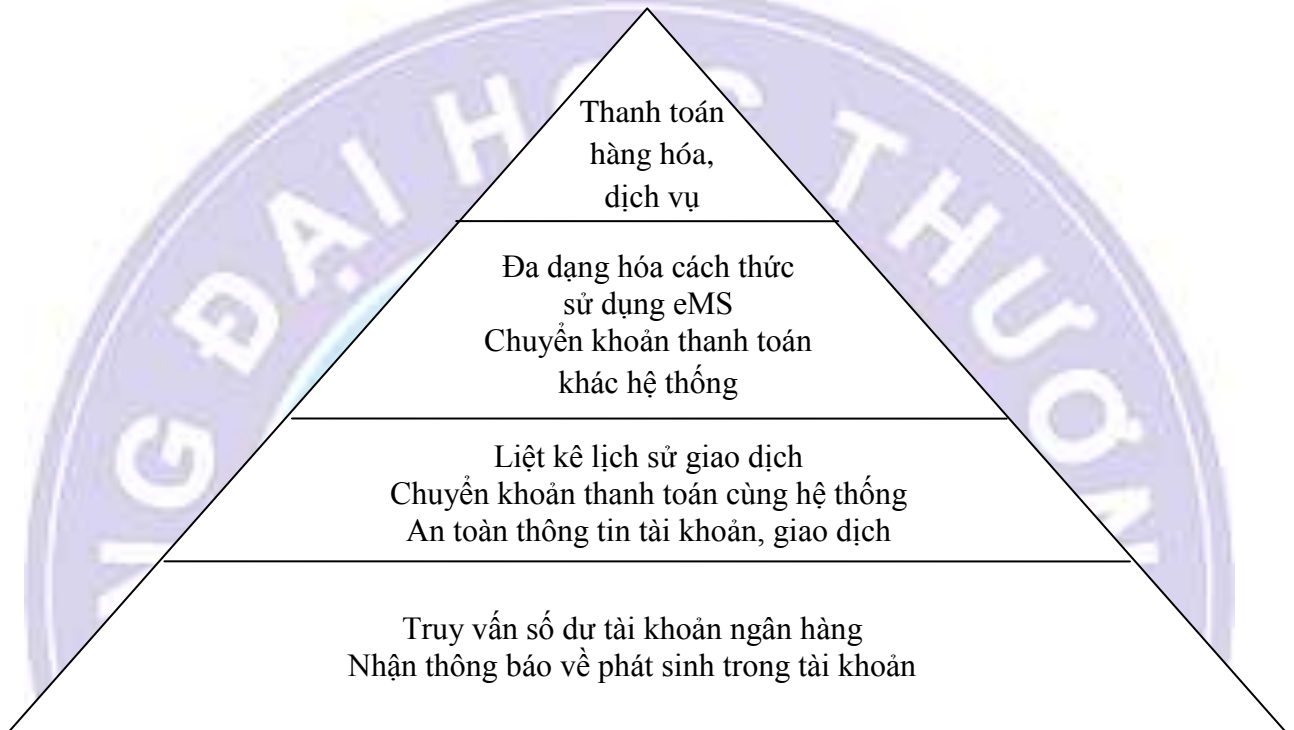 Thanh toán
hàng hóa,
dịch vụ
Đa dạng hóa cách thức
sử dụng eMS
Chuyển khoản thanh toán
khác hệ thống
Liệt kê lịch sử giao dịch
Chuyển khoản thanh toán cùng hệ thống
An toàn thông tin tài khoản, giao dịch
Truy vấn số dư tài khoản ngân hàng
Nhận thông báo về phát sinh trong tài khoản